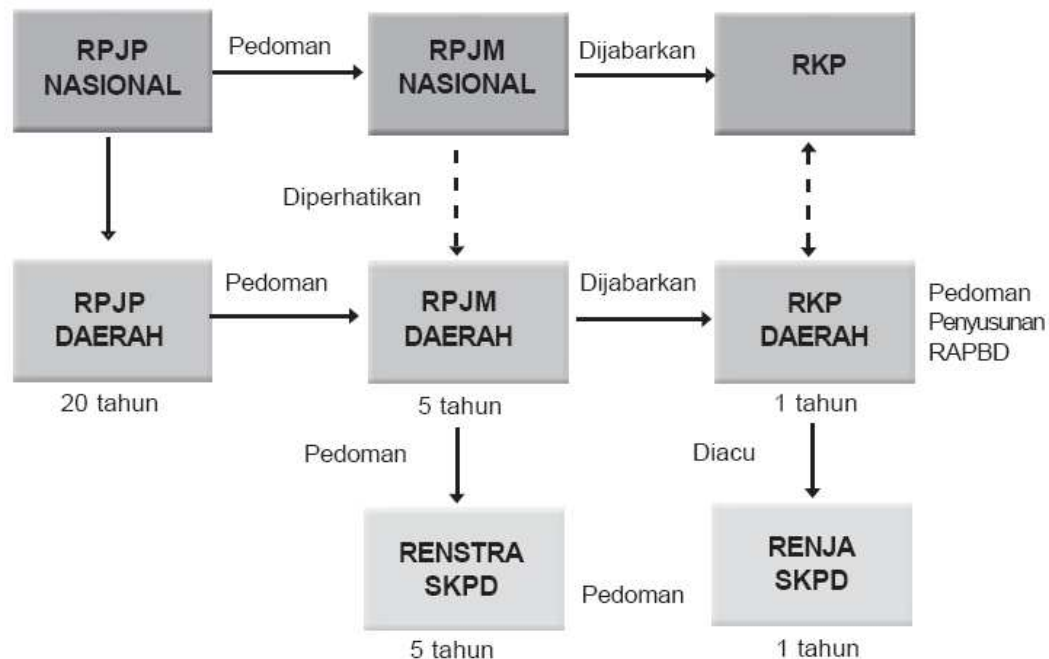 RPJP
NASIONAL
Pedoman
RPJM
NASIONAL
Dijabarkan
RKP
Diperhatikan
RPJP
DAERAH
Pedoman
RPJM
DAERAH
Dijabarkan
RKP
DAERAH
Pedoman
Penyusunan
RAPBD
20 tahun
5 tahun
1 tahun
Pedoman
Diacu
RENSTRA
SKPD
Pedoman
RENJA
SKPD
5 tahun
1 tahun